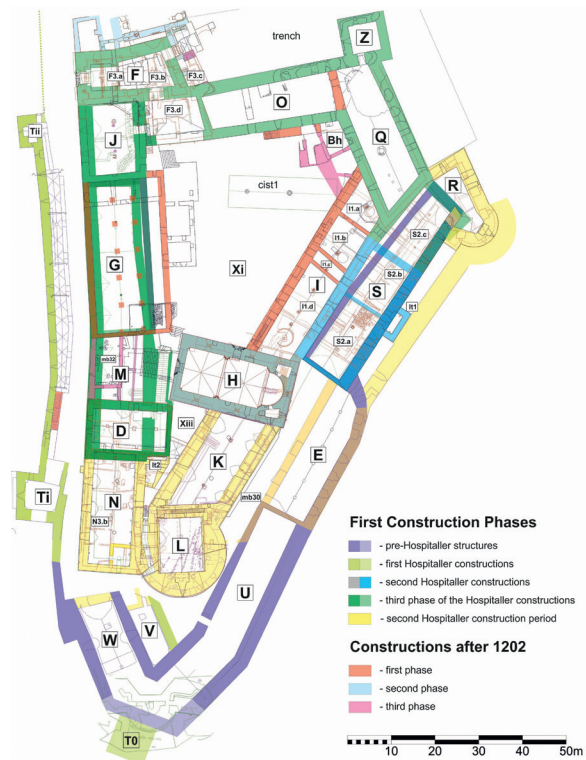 trench
Z
F
F3.a
F3.b
F3.c
F3.d
O
Tii
J
Bh
Q
R
cist1
I1.a
I1.b
I1.c
S2.c
S2.b
G
Xi
I
S
I1.d
lt1
S2.a
mb32
M
H
D
Xiii
K
E
lt2
N
N3.b
mb30
Ti
L
U
V
W
T0
First Construction Phases
- pre-Hospitaller structures
- first Hospitaller constructions
- second Hospitaller constructions
- third phase of the Hospitaller constructions
- second Hospitaller construction period
Constructions after 1202
- first phase
- second phase
- third phase
10 20 30 40 50m